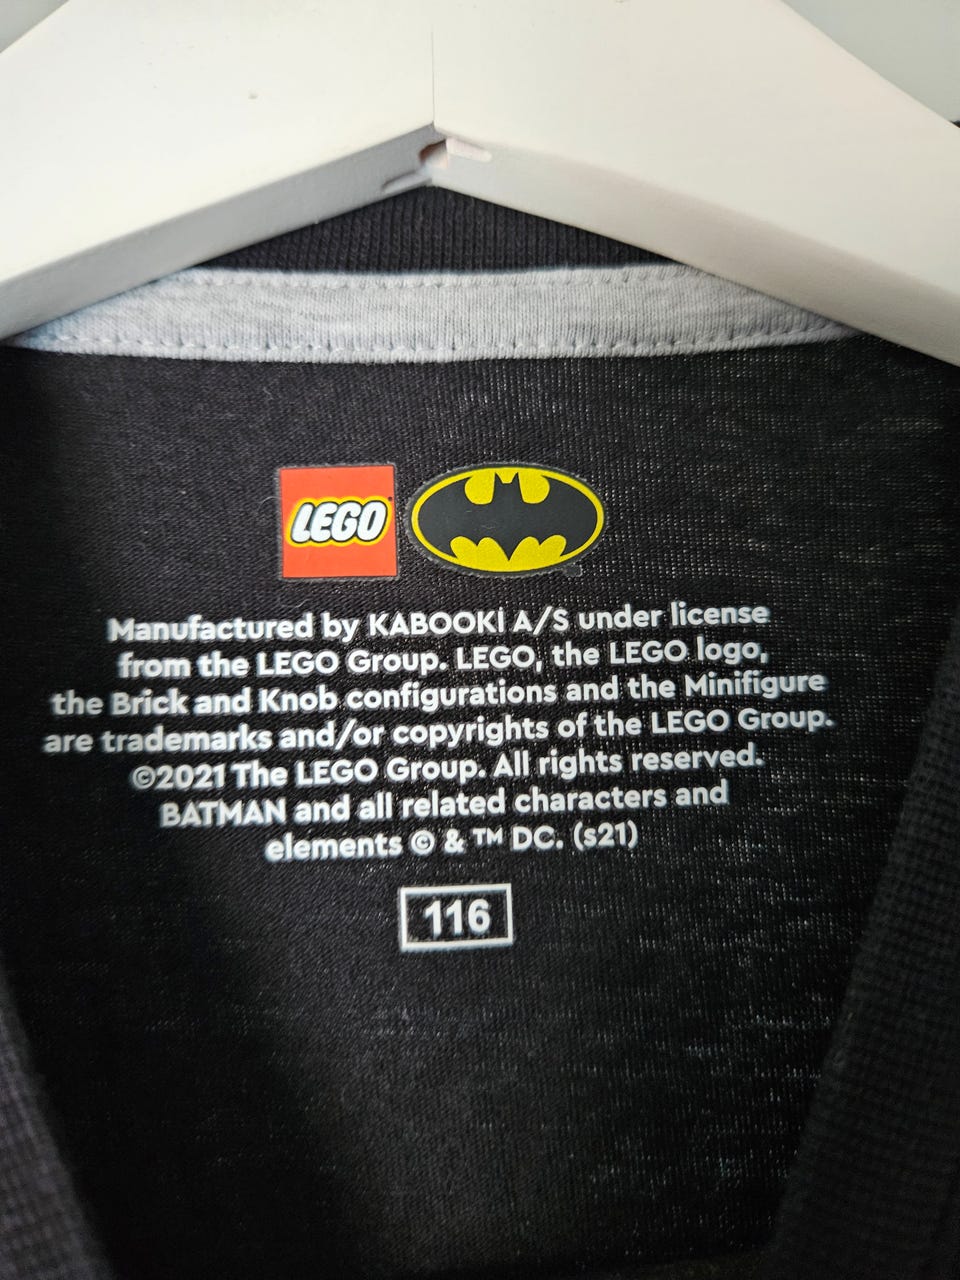 LEGO
Manufactured by KABOOKI A/S under license
from the LEGO Group. LEGO, the LEGO logo,
the Brick and Knob configurations and the Minifigure
are trademarks and/or copyrights of the LEGO Group.
©2021 The LEGO Group. All rights reserved.
BATMAN and all related characters and
elements © & ™ DC. (s21)
116